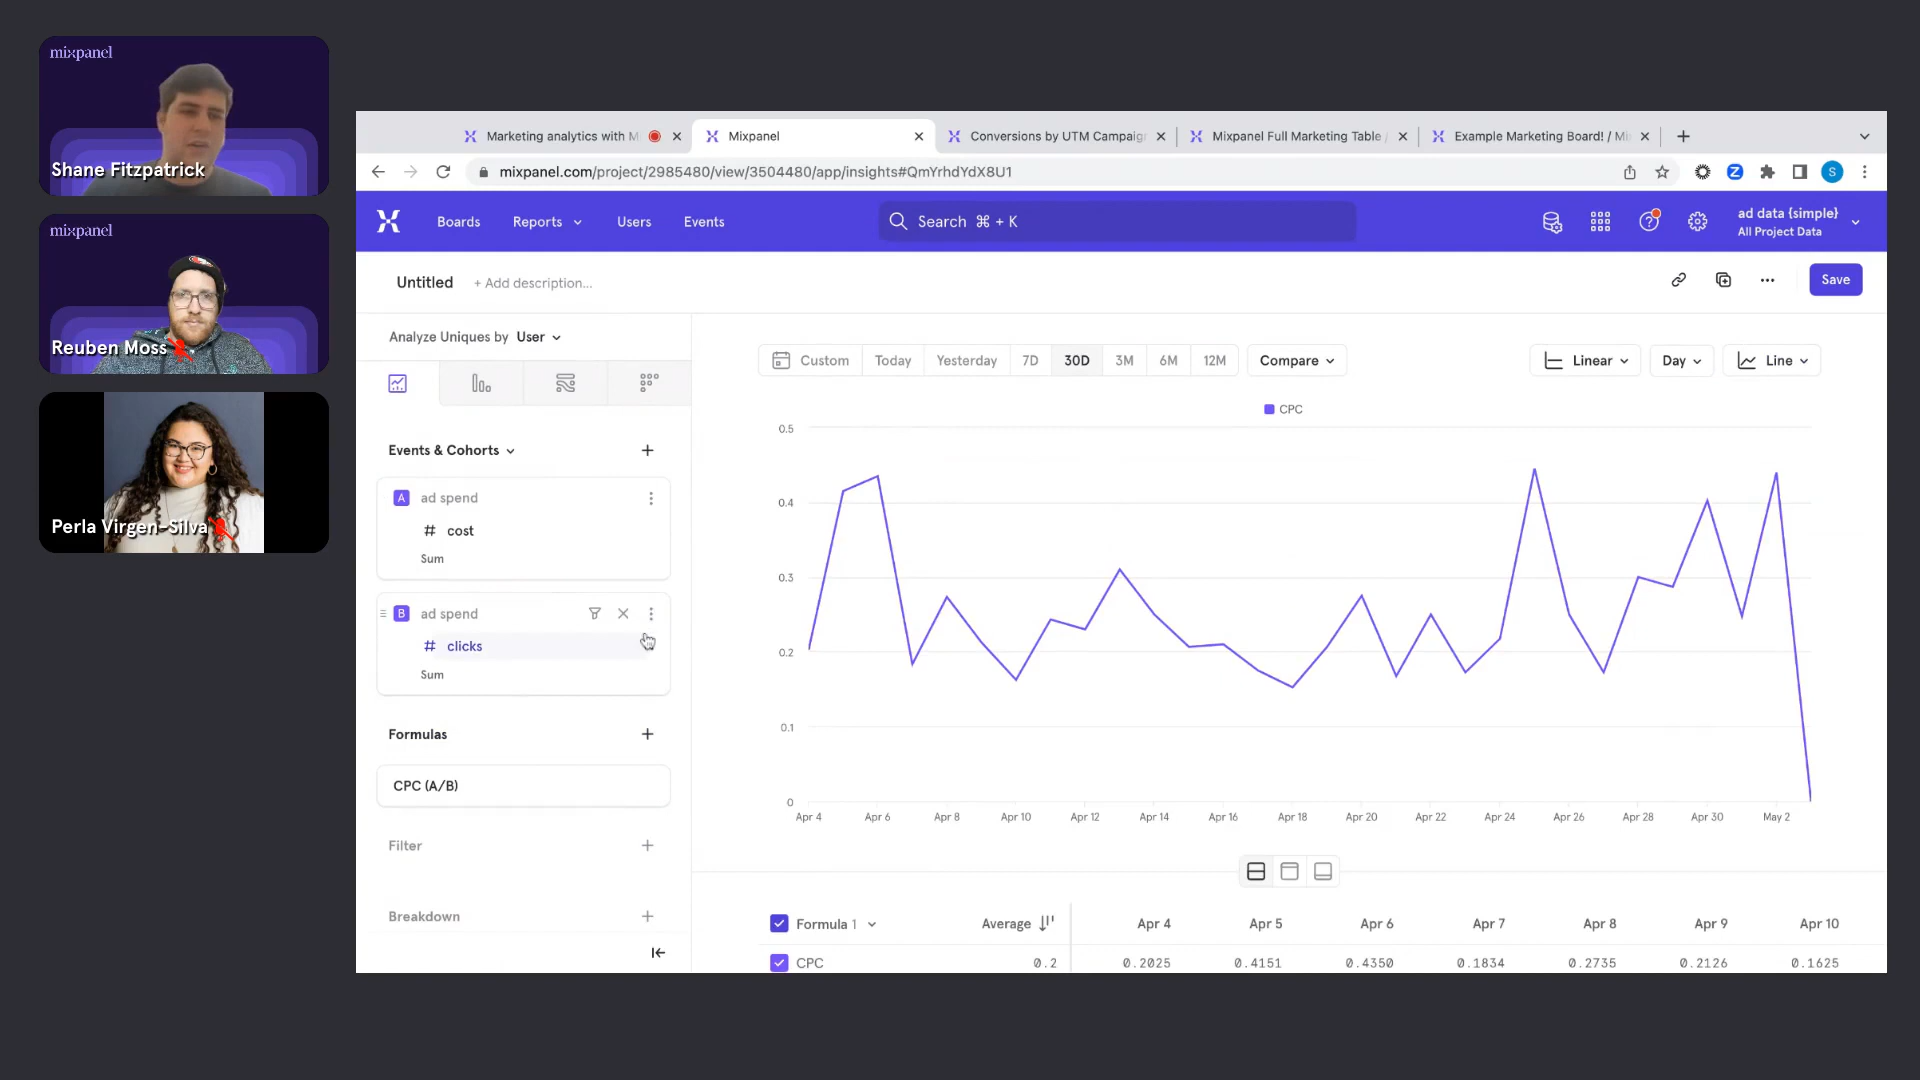 mixpanel
Shane Fitzpatrick
mixpanel
Reuben Moss
Perla Virgen-Silva
Marketing analytics with M
Mixpanel
Conversions by UTM Campaig
Mixpanel Full Marketing Table /
Example Marketing Board! / Mi
mixpanel.com/project/2985480/view/3504480/app/insights#QmYrhdYdX8U1
S
Boards Reports Users Events
Search ⌘ + K
ad data {simple}
All Project Data
Untitled + Add description...
Save
Analyze Uniques by User
Events & Cohorts
A ad spend
# cost
Sum
B ad spend
# clicks
Sum
Formulas
CPC (A/B)
Filter
Breakdown
Custom Today Yesterday 7D 30D 3M 6M 12M Compare
Linear Day Line
CPC
0.5
0.4
0.3
0.2
0.1
0
Apr 4 Apr 6 Apr 8 Apr 10 Apr 12 Apr 14 Apr 16 Apr 18 Apr 20 Apr 22 Apr 24 Apr 26 Apr 28 Apr 30 May 2
Formula 1 Average Apr 4 Apr 5 Apr 6 Apr 7 Apr 8 Apr 9 Apr 10
CPC 0.2 0.2025 0.4151 0.4350 0.1834 0.2735 0.2126 0.1625